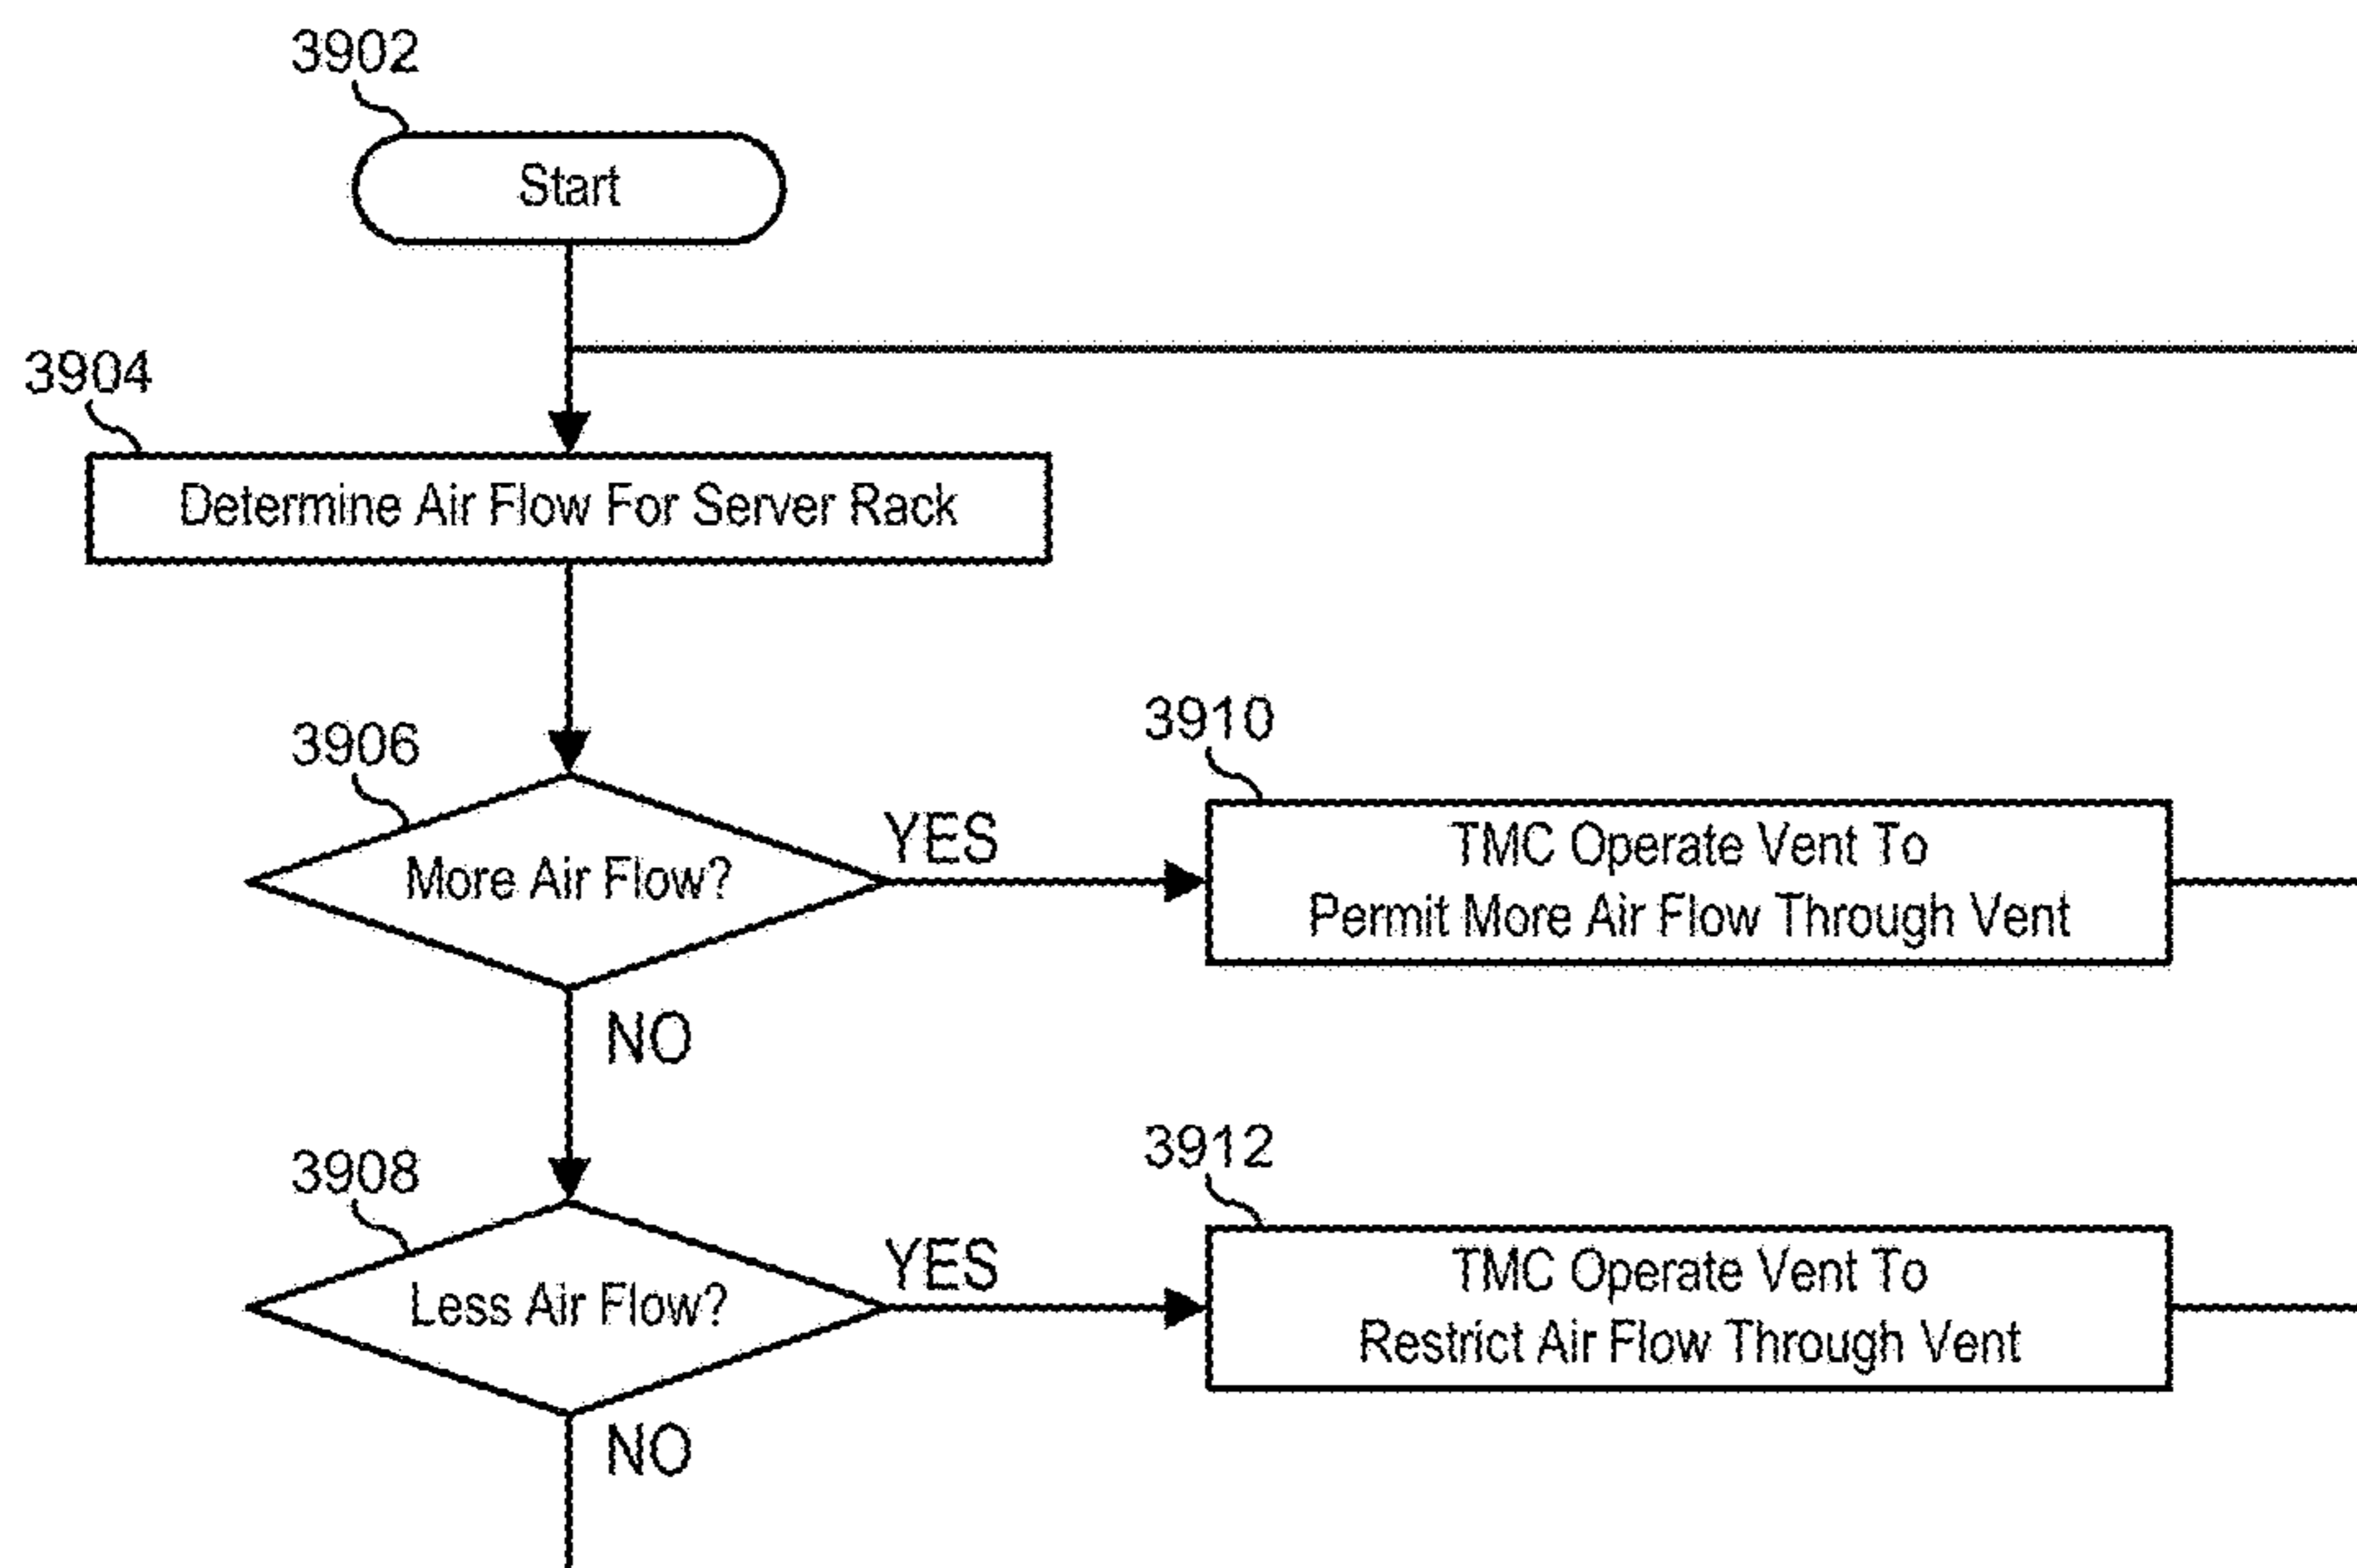 3902
Start
3904
Determine Air Flow For Server Rack
3906
More Air Flow?
YES
3910
TMC Operate Vent To
Permit More Air Flow Through Vent
NO
3908
Less Air Flow?
YES
3912
TMC Operate Vent To
Restrict Air Flow Through Vent
NO